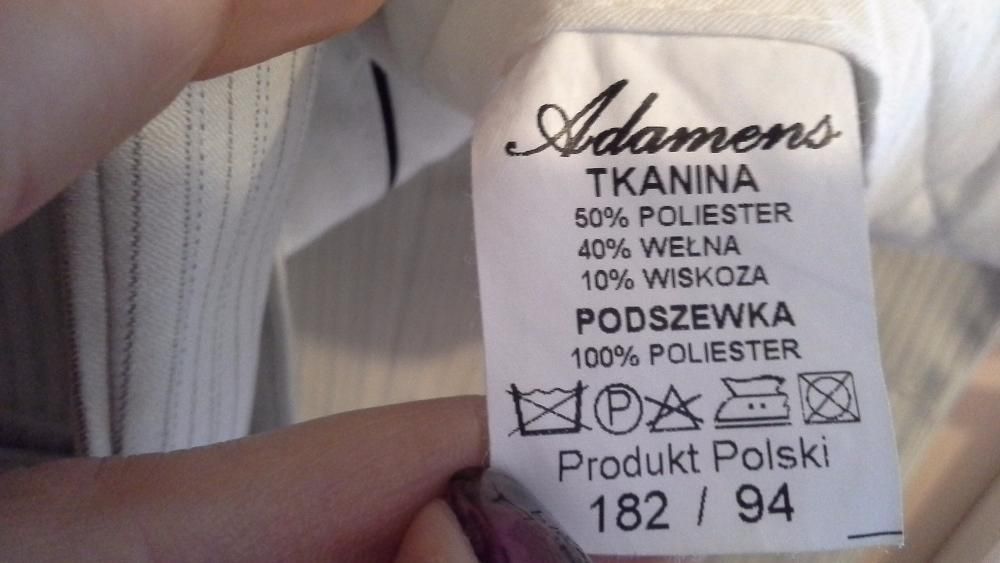 Adamens
TKANINA
50% POLIESTER
40% WEŁNA
10% WISKOZA
PODSZEWKA
100% POLIESTER
P
Produkt Polski
182 / 94